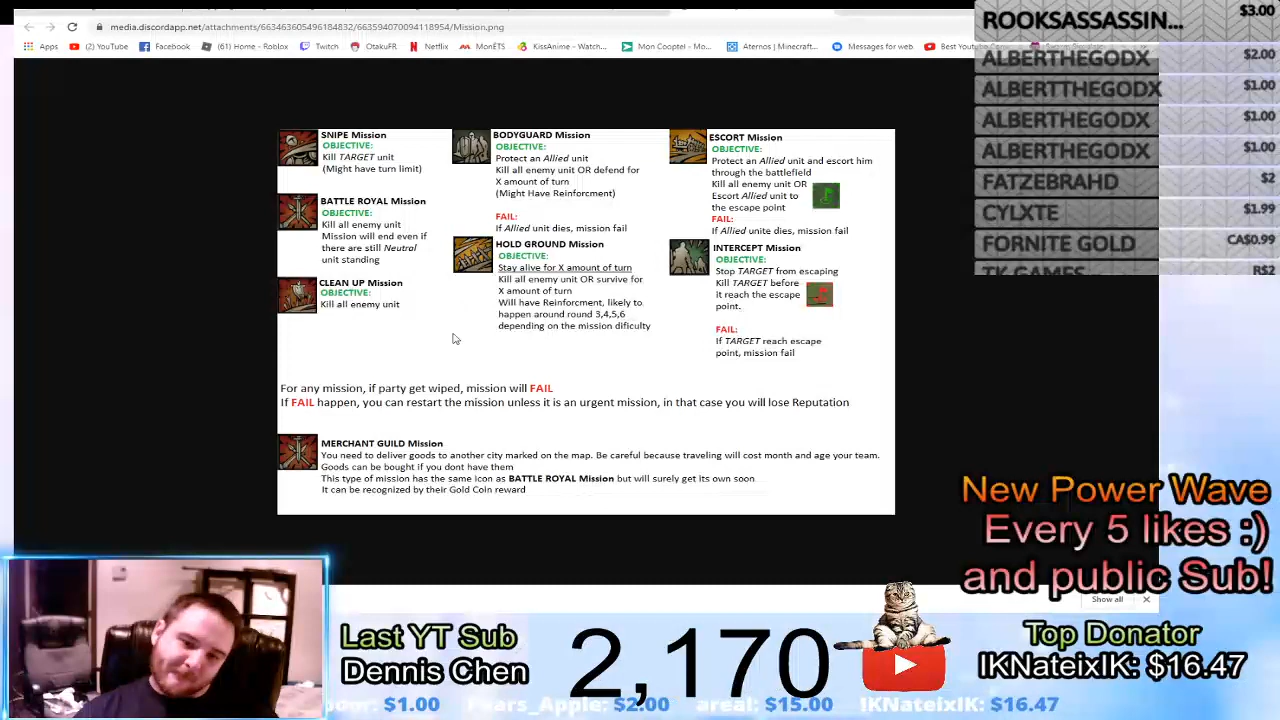 media.discordapp.net/attachments/663463605496184832/663594070094118954/Mission.png
Apps (2) YouTube Facebook (61) Home - Roblox Twitch OtakuFR Netflix MonÉTS KissAnime - Watch... Mon Cooptel - Mo... Aternos | Minecraft... Messages for web Best Youtube
SNIPE Mission
OBJECTIVE:
Kill TARGET unit
(Might have turn limit)
BATTLE ROYAL Mission
OBJECTIVE:
Kill all enemy unit
Mission will end even if
there are still Neutral
unit standing
CLEAN UP Mission
OBJECTIVE:
Kill all enemy unit
BODYGUARD Mission
OBJECTIVE:
Protect an Allied unit
Kill all enemy unit OR defend for
X amount of turn
(Might Have Reinforcment)
FAIL:
If Allied unit dies, mission fail
HOLD GROUND Mission
OBJECTIVE:
Stay alive for X amount of turn
Kill all enemy unit OR survive for
X amount of turn
Will have Reinforcment, likely to
happen around round 3,4,5,6
depending on the mission dificulty
ESCORT Mission
OBJECTIVE:
Protect an Allied unit and escort him
through the battlefield
Kill all enemy unit OR
Escort Allied unit to
the escape point
FAIL:
If Allied unite dies, mission fail
INTERCEPT Mission
OBJECTIVE:
Stop TARGET from escaping
Kill TARGET before
it reach the escape
point.
FAIL:
If TARGET reach escape
point, mission fail
For any mission, if party get wiped, mission will FAIL
If FAIL happen, you can restart the mission unless it is an urgent mission, in that case you will lose Reputation
MERCHANT GUILD Mission
You need to deliver goods to another city marked on the map. Be careful because traveling will cost month and age your team.
Goods can be bought if you dont have them
This type of mission has the same icon as BATTLE ROYAL Mission but will surely get its own soon
It can be recognized by their Gold Coin reward
ROOKSASSASSIN... $3.00
ALBERTHEGODX $2.00
ALBERTTHEGODX $1.00
ALBERTHEGODX $1.00
ALBERTHEGODX $1.00
FATZEBRAHD $2
CYLXTE $1.99
FORNITE GOLD CA$0.99
TK GAMES R$2
New Power Wave
Every 5 likes :)
and public Sub!
Show all
Last YT Sub
Dennis Chen
2,170
Top Donator
IKNateixIK: $16.47
$1.00 Fears_Apple: $2.00 areal: $15.00 IKNateixIK: $16.47